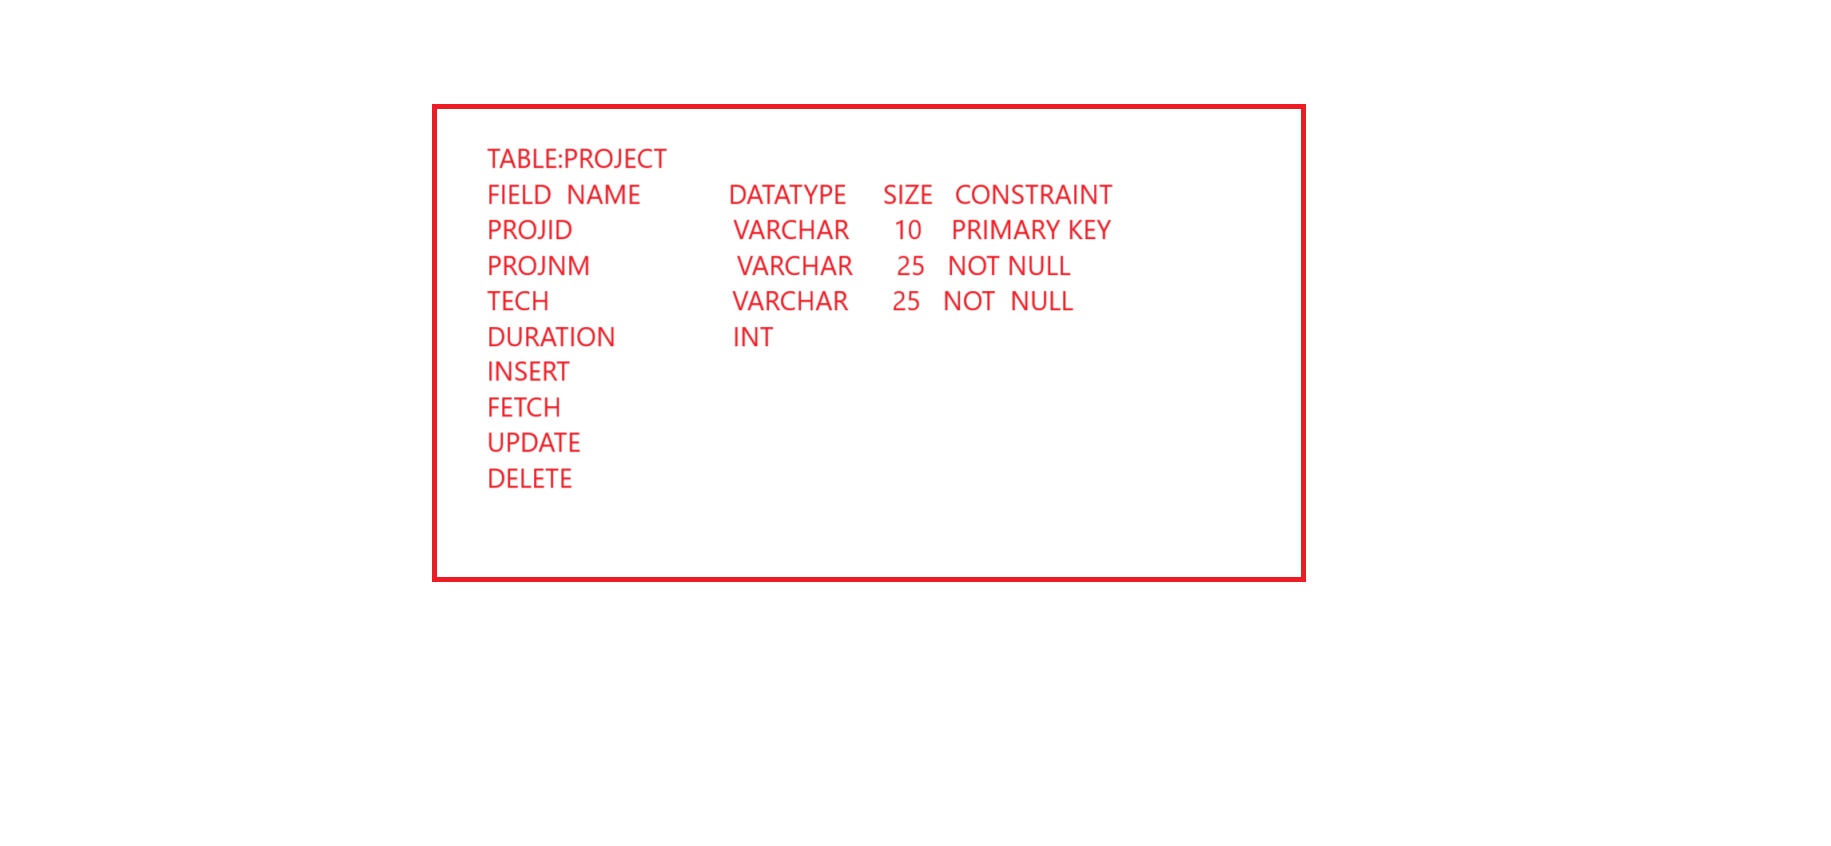 TABLE:PROJECT
FIELD NAME DATATYPE SIZE CONSTRAINT
PROJID VARCHAR 10 PRIMARY KEY
PROJNM VARCHAR 25 NOT NULL
TECH VARCHAR 25 NOT NULL
DURATION INT
INSERT
FETCH
UPDATE
DELETE